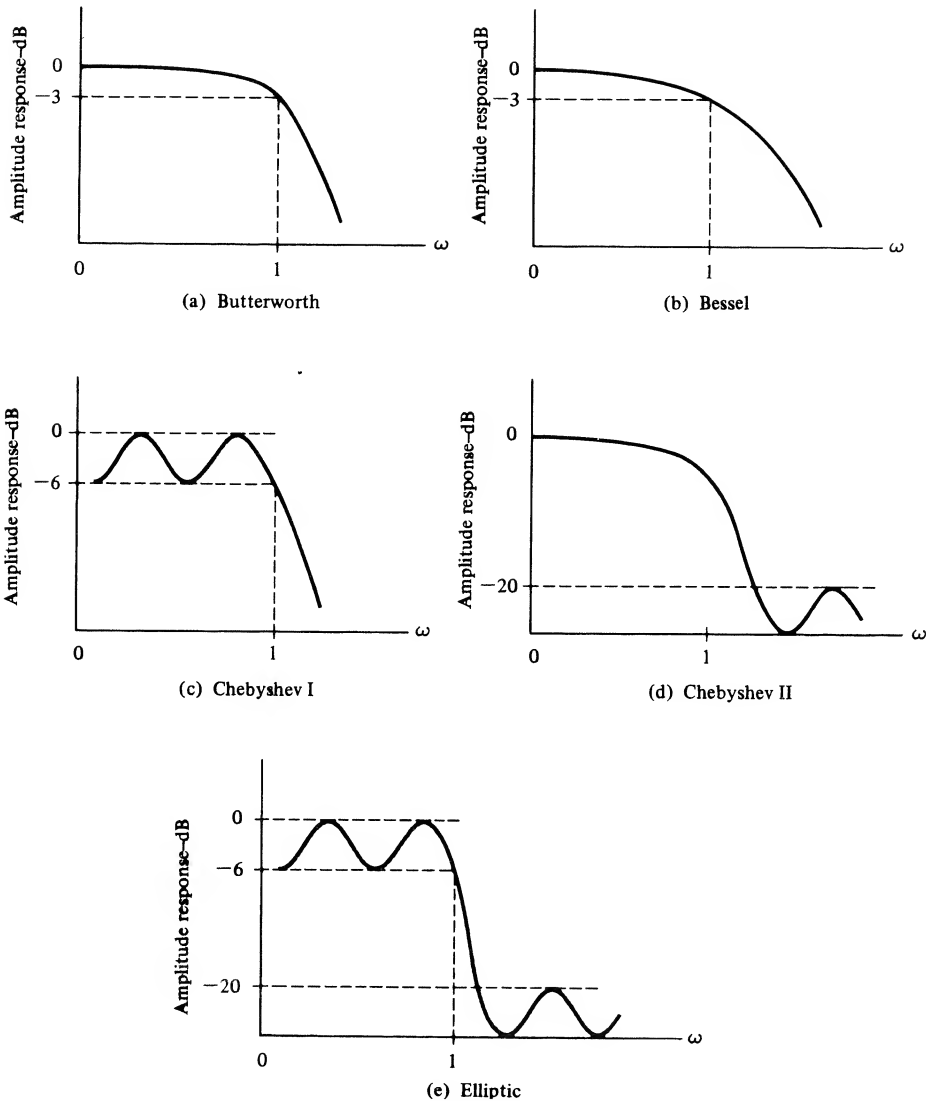 Amplitude response–dB
0
−3
0
1
ω
(a) Butterworth
Amplitude response–dB
0
−3
0
1
ω
(b) Bessel
Amplitude response–dB
0
−6
0
1
ω
(c) Chebyshev I
Amplitude response–dB
0
−20
0
1
ω
(d) Chebyshev II
Amplitude response–dB
0
−6
−20
0
1
ω
(e) Elliptic